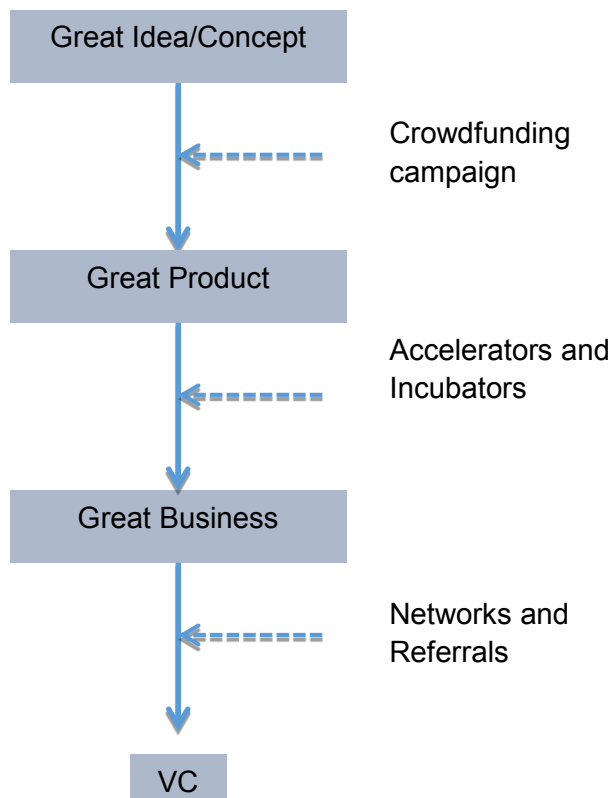 Great Idea/Concept
Crowdfunding
campaign
Great Product
Accelerators and
Incubators
Great Business
Networks and
Referrals
VC